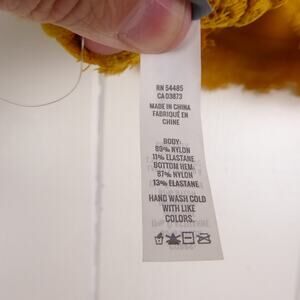 RN 54485
CA 03873
MADE IN CHINA
FABRIQUÉ EN
CHINE
BODY:
89% NYLON
11% ELASTANE
BOTTOM HEM:
87% NYLON
13% ELASTANE
HAND WASH COLD
WITH LIKE
COLORS.